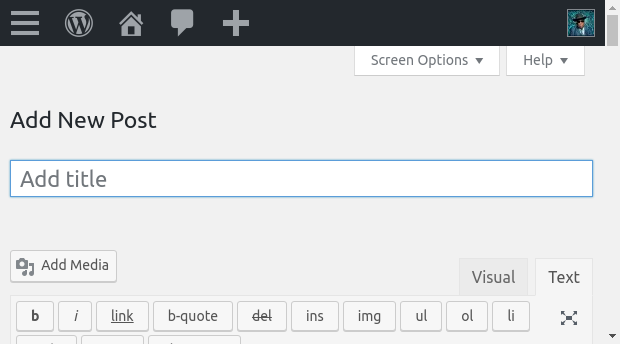 Screen Options Help
Add New Post
Add title
Add Media
Visual Text
b i link b-quote del ins img ul ol li